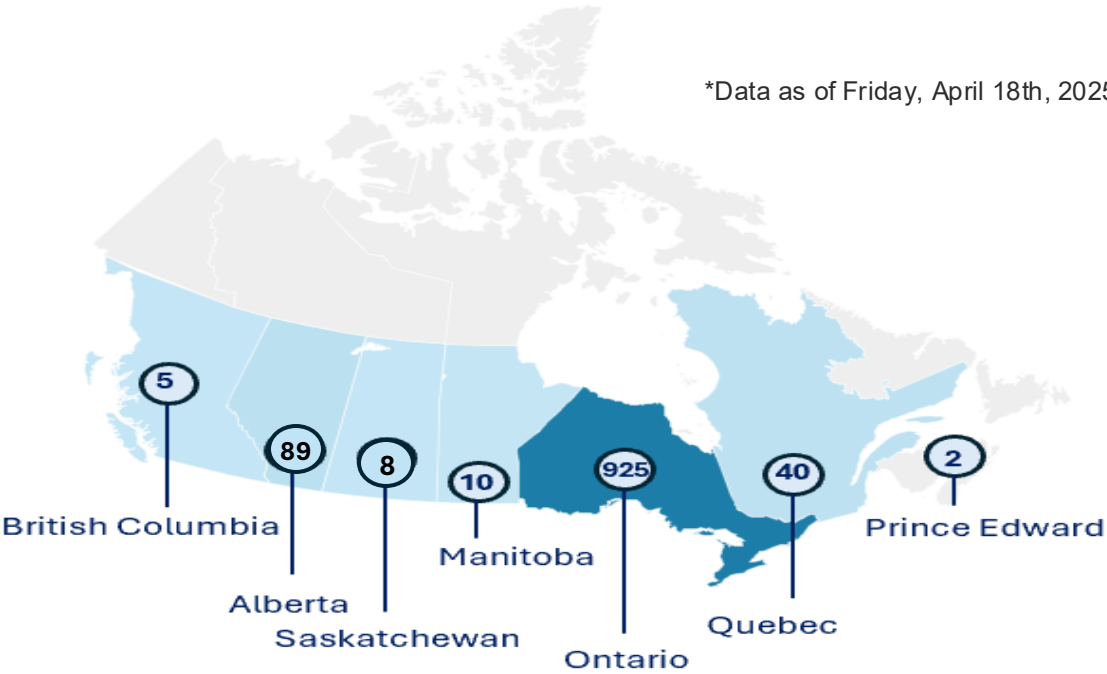 *Data as of Friday, April 18th, 2025
5
89
8
10
925
40
2
British Columbia
Prince Edward
Manitoba
Alberta
Saskatchewan
Quebec
Ontario